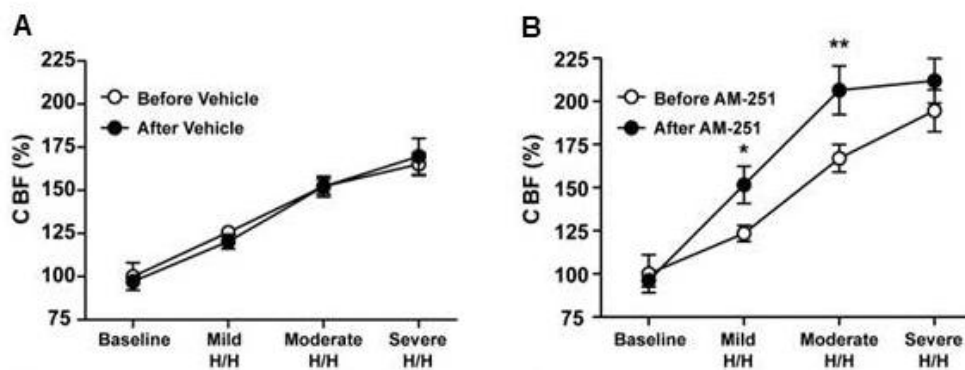 A
CBF (%)
225
200
175
150
125
100
75
Before Vehicle
After Vehicle
Baseline
Mild
H/H
Moderate
H/H
Severe
H/H
B
CBF (%)
225
200
175
150
125
100
75
Before AM-251
After AM-251
*
**
Baseline
Mild
H/H
Moderate
H/H
Severe
H/H